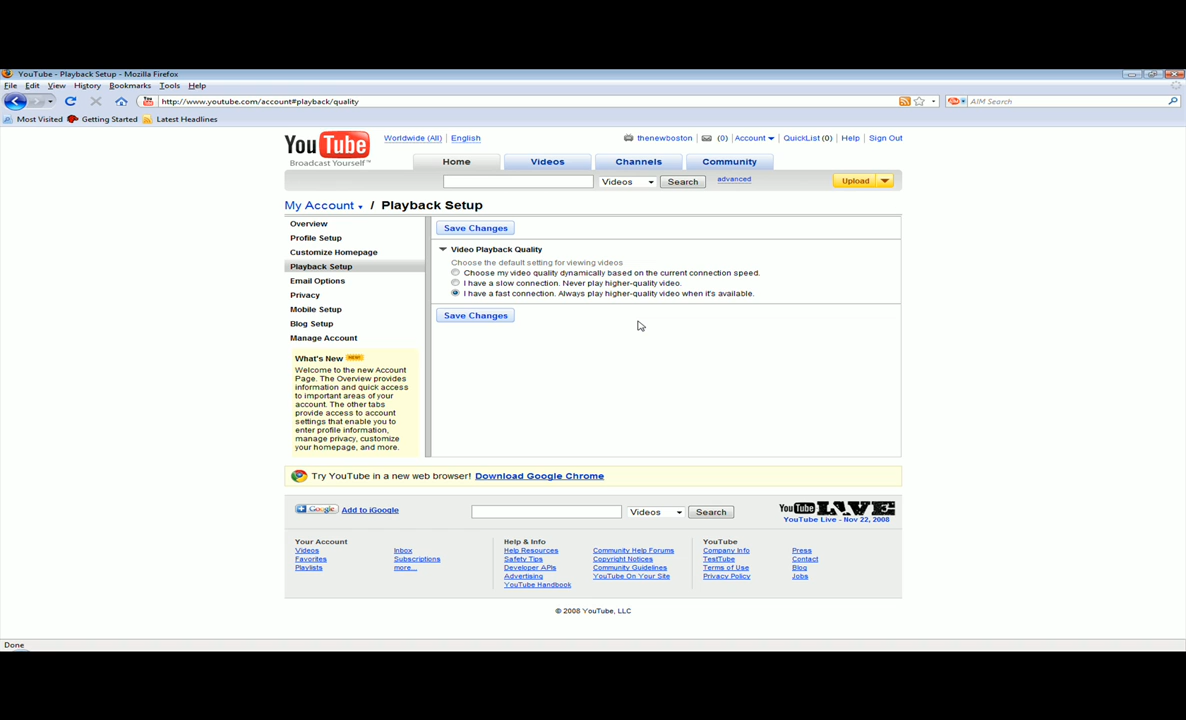 YouTube - Playback Setup - Mozilla Firefox
File Edit View History Bookmarks Tools Help
http://www.youtube.com/account#playback/quality
AIM Search
Most Visited Getting Started Latest Headlines
YouTube
Broadcast Yourself™
Worldwide (All) English
thenewboston (0) Account QuickList (0) Help Sign Out
Home Videos Channels Community
Videos Search advanced Upload
My Account / Playback Setup
Overview
Profile Setup
Customize Homepage
Playback Setup
Email Options
Privacy
Mobile Setup
Blog Setup
Manage Account
What's New NEW!
Welcome to the new Account
Page. The Overview provides
information and quick access
to important areas of your
account. The other tabs
provide access to account
settings that enable you to
enter profile information,
manage privacy, customize
your homepage, and more.
Save Changes
Video Playback Quality
Choose the default setting for viewing videos
Choose my video quality dynamically based on the current connection speed.
I have a slow connection. Never play higher-quality video.
I have a fast connection. Always play higher-quality video when it's available.
Save Changes
Try YouTube in a new web browser! Download Google Chrome
Google Add to iGoogle
Videos Search
YouTube LIVE
YouTube Live - Nov 22, 2008
Your Account
Videos
Favorites
Playlists
Inbox
Subscriptions
more...
Help & Info
Help Resources
Safety Tips
Developer APIs
Advertising
YouTube Handbook
Community Help Forums
Copyright Notices
Community Guidelines
YouTube On Your Site
YouTube
Company Info
TestTube
Terms of Use
Privacy Policy
Press
Contact
Blog
Jobs
© 2008 YouTube, LLC
Done